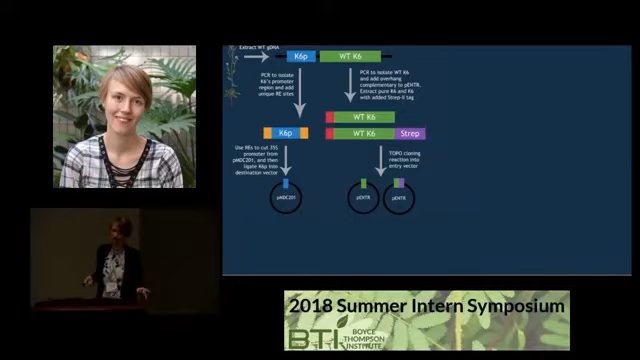 Extract WT gDNA
K6p
WT K6
PCR to isolate
K6's promoter
region and add
unique RE sites
PCR to isolate WT K6
and add overhang
complementary to pENTR.
Extract pure K6 and K6
with added Strep-II tag
WT K6
K6p
WT K6
Strep
Use REs to cut 35S
promoter from
pMDC201, and then
ligate K6p into
destination vector
TOPO cloning
reaction into
entry vector
pMDC201
pENTR
pENTR
2018 Summer Intern Symposium
BTI
BOYCE
THOMPSON
INSTITUTE